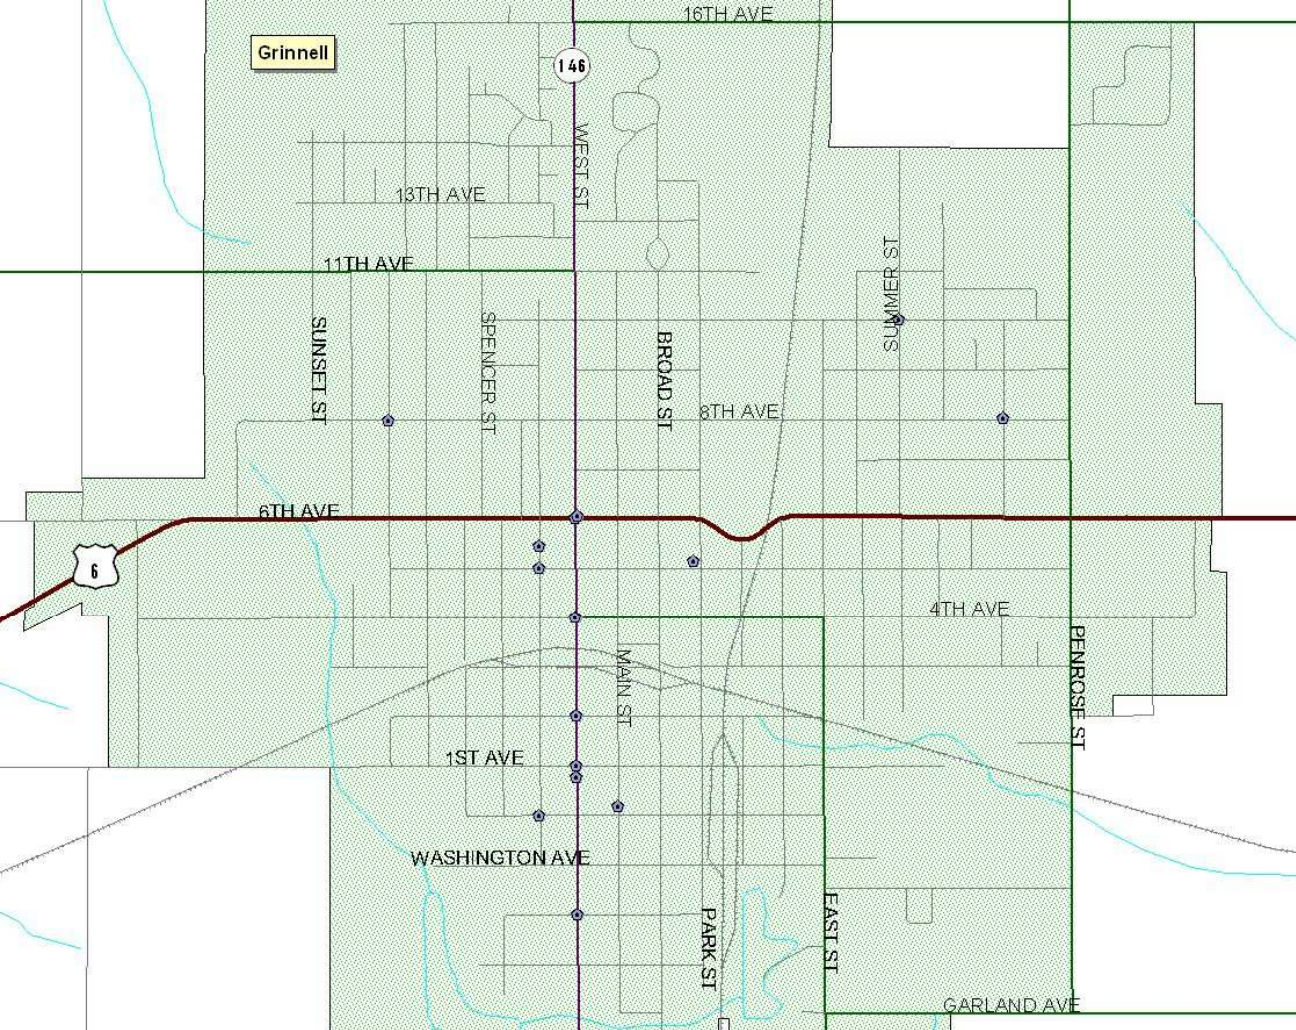 16TH AVE
Grinnell
146
WEST ST
13TH AVE
11TH AVE
SUMMER ST
SUNSET ST
SPENCER ST
BROAD ST
8TH AVE
6TH AVE
6
4TH AVE
PENROSE ST
MAIN ST
1ST AVE
WASHINGTON AVE
PARK ST
EAST ST
GARLAND AVE